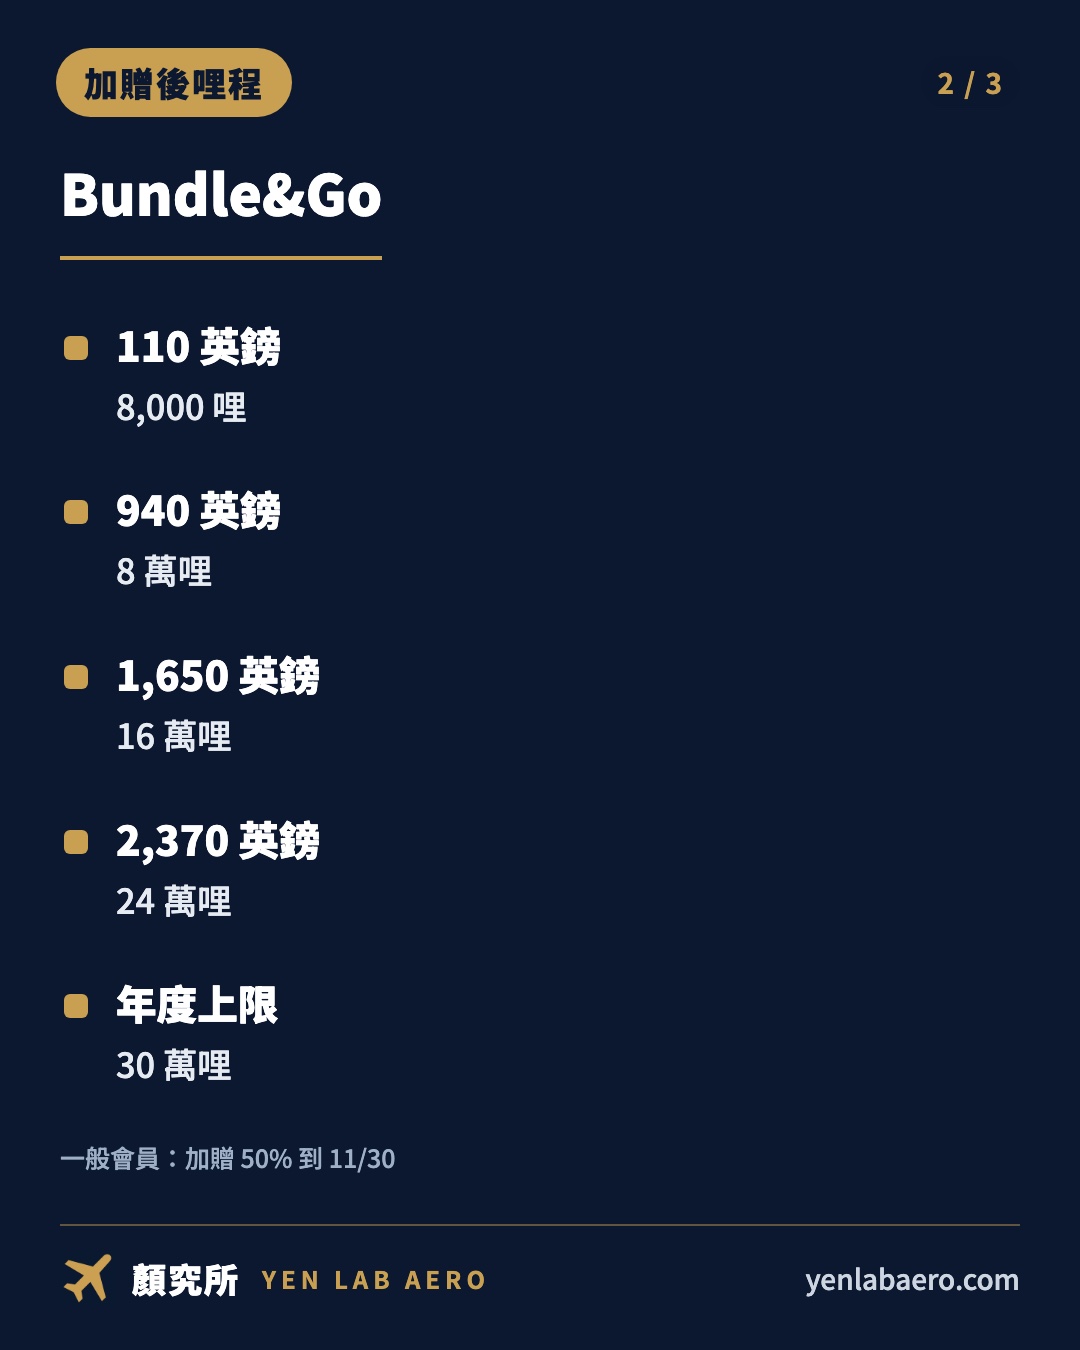 加贈後哩程
2 / 3
Bundle&Go
110 英鎊
8,000 哩
940 英鎊
8 萬哩
1,650 英鎊
16 萬哩
2,370 英鎊
24 萬哩
年度上限
30 萬哩
一般會員：加贈 50% 到 11/30
顏究所 YEN LAB AERO
yenlabaero.com